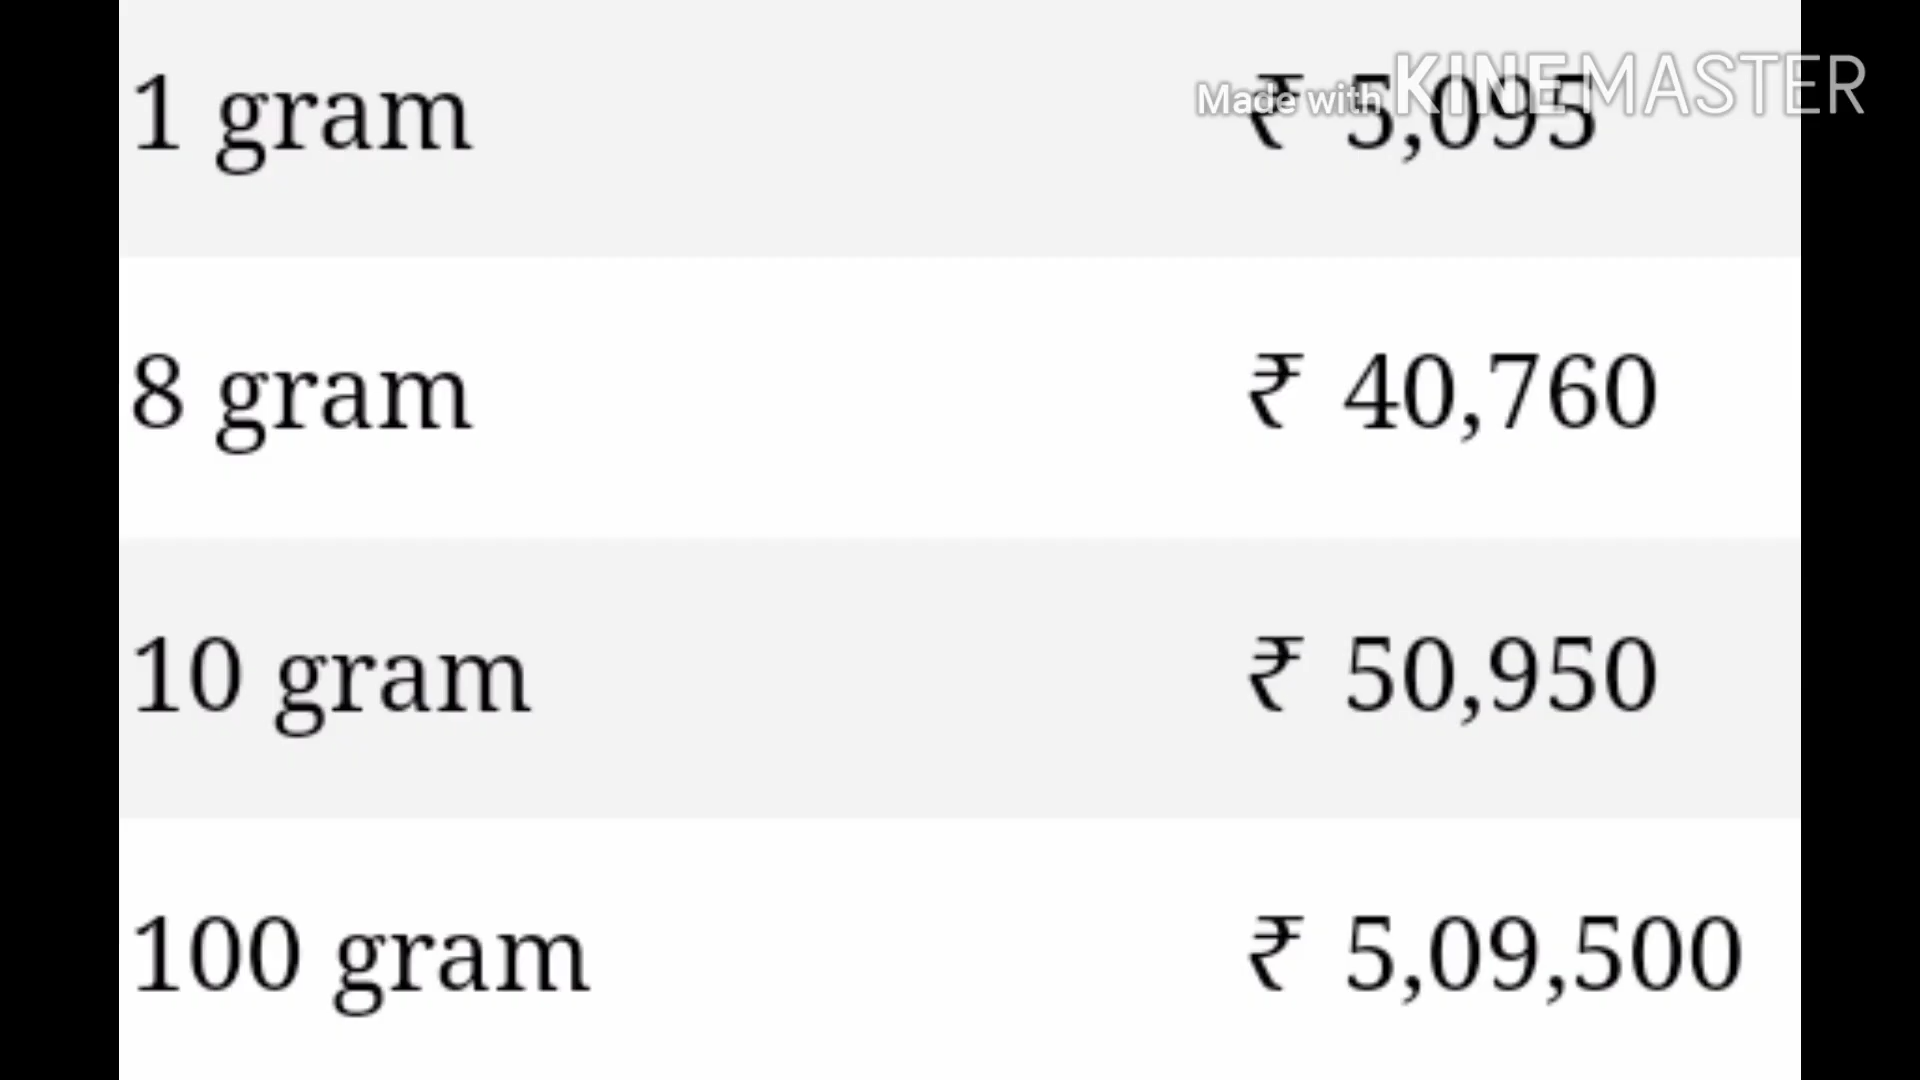 1 gram ₹ 5,095
Made with KINEMASTER
8 gram ₹ 40,760
10 gram ₹ 50,950
100 gram ₹ 5,09,500